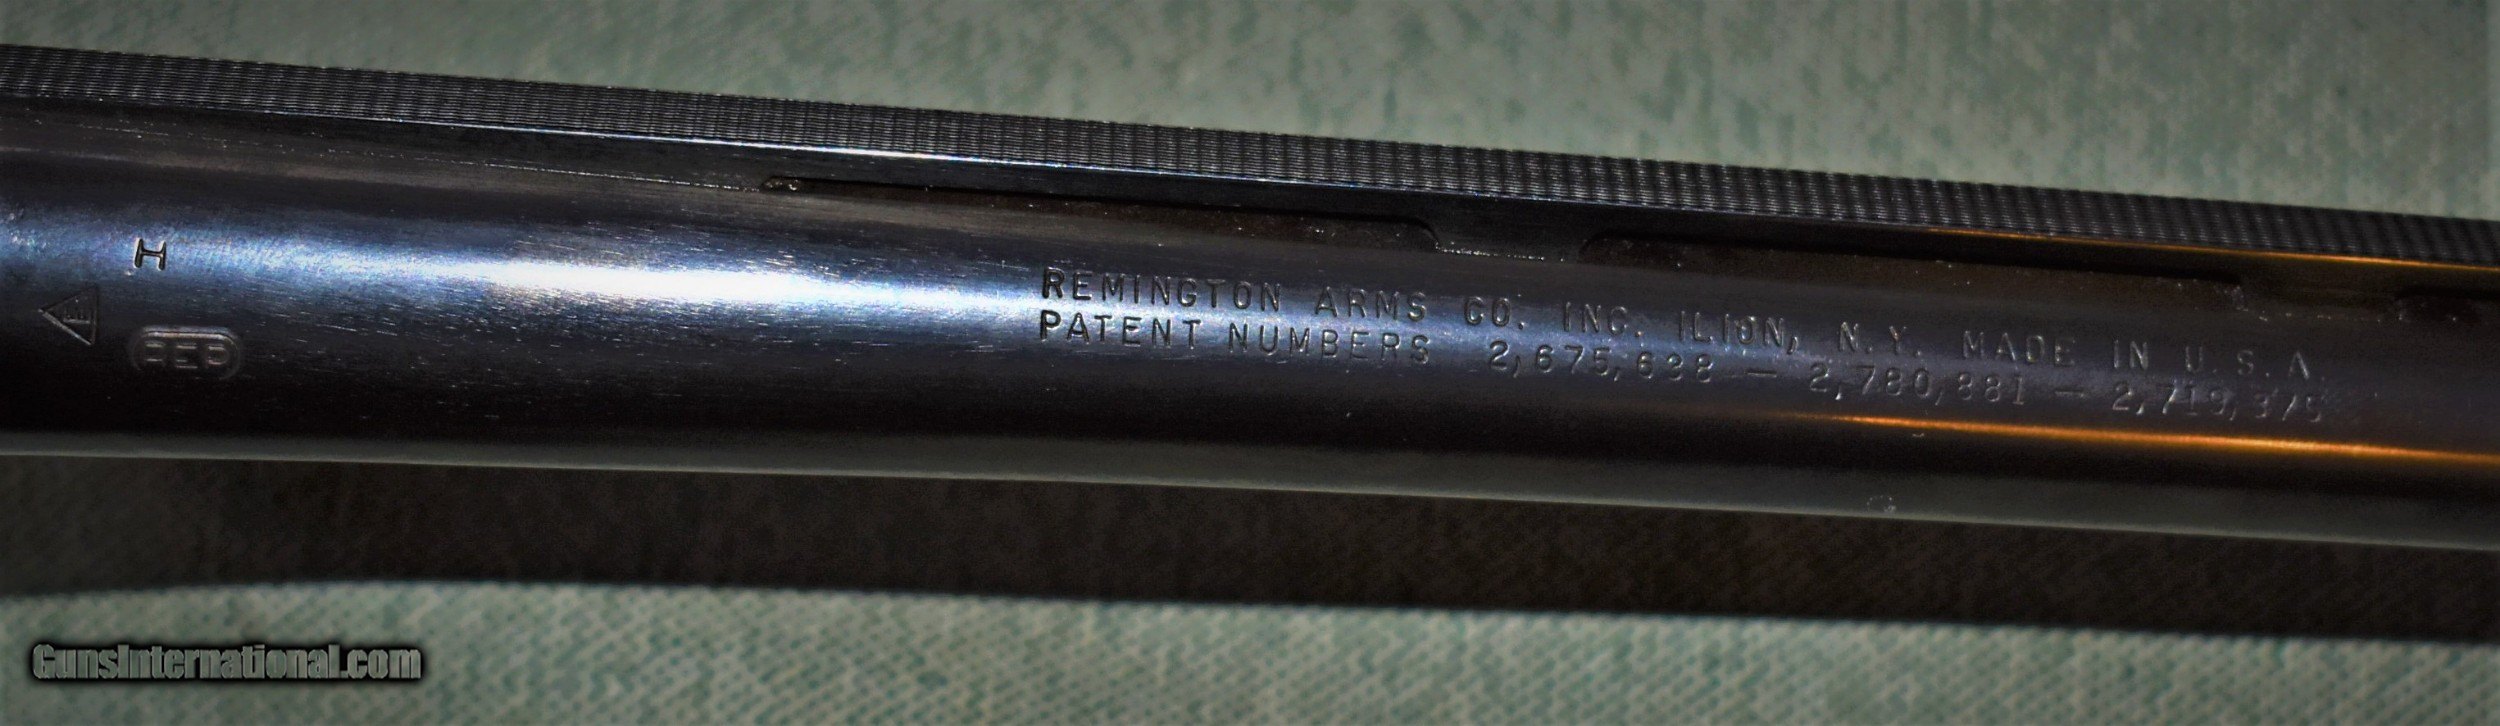 H
REP
REMINGTON ARMS CO. INC. ILION, N.Y. MADE IN U.S.A.
PATENT NUMBERS 2,675,638 — 2,780,881 — 2,719,375
GunsInternational.com